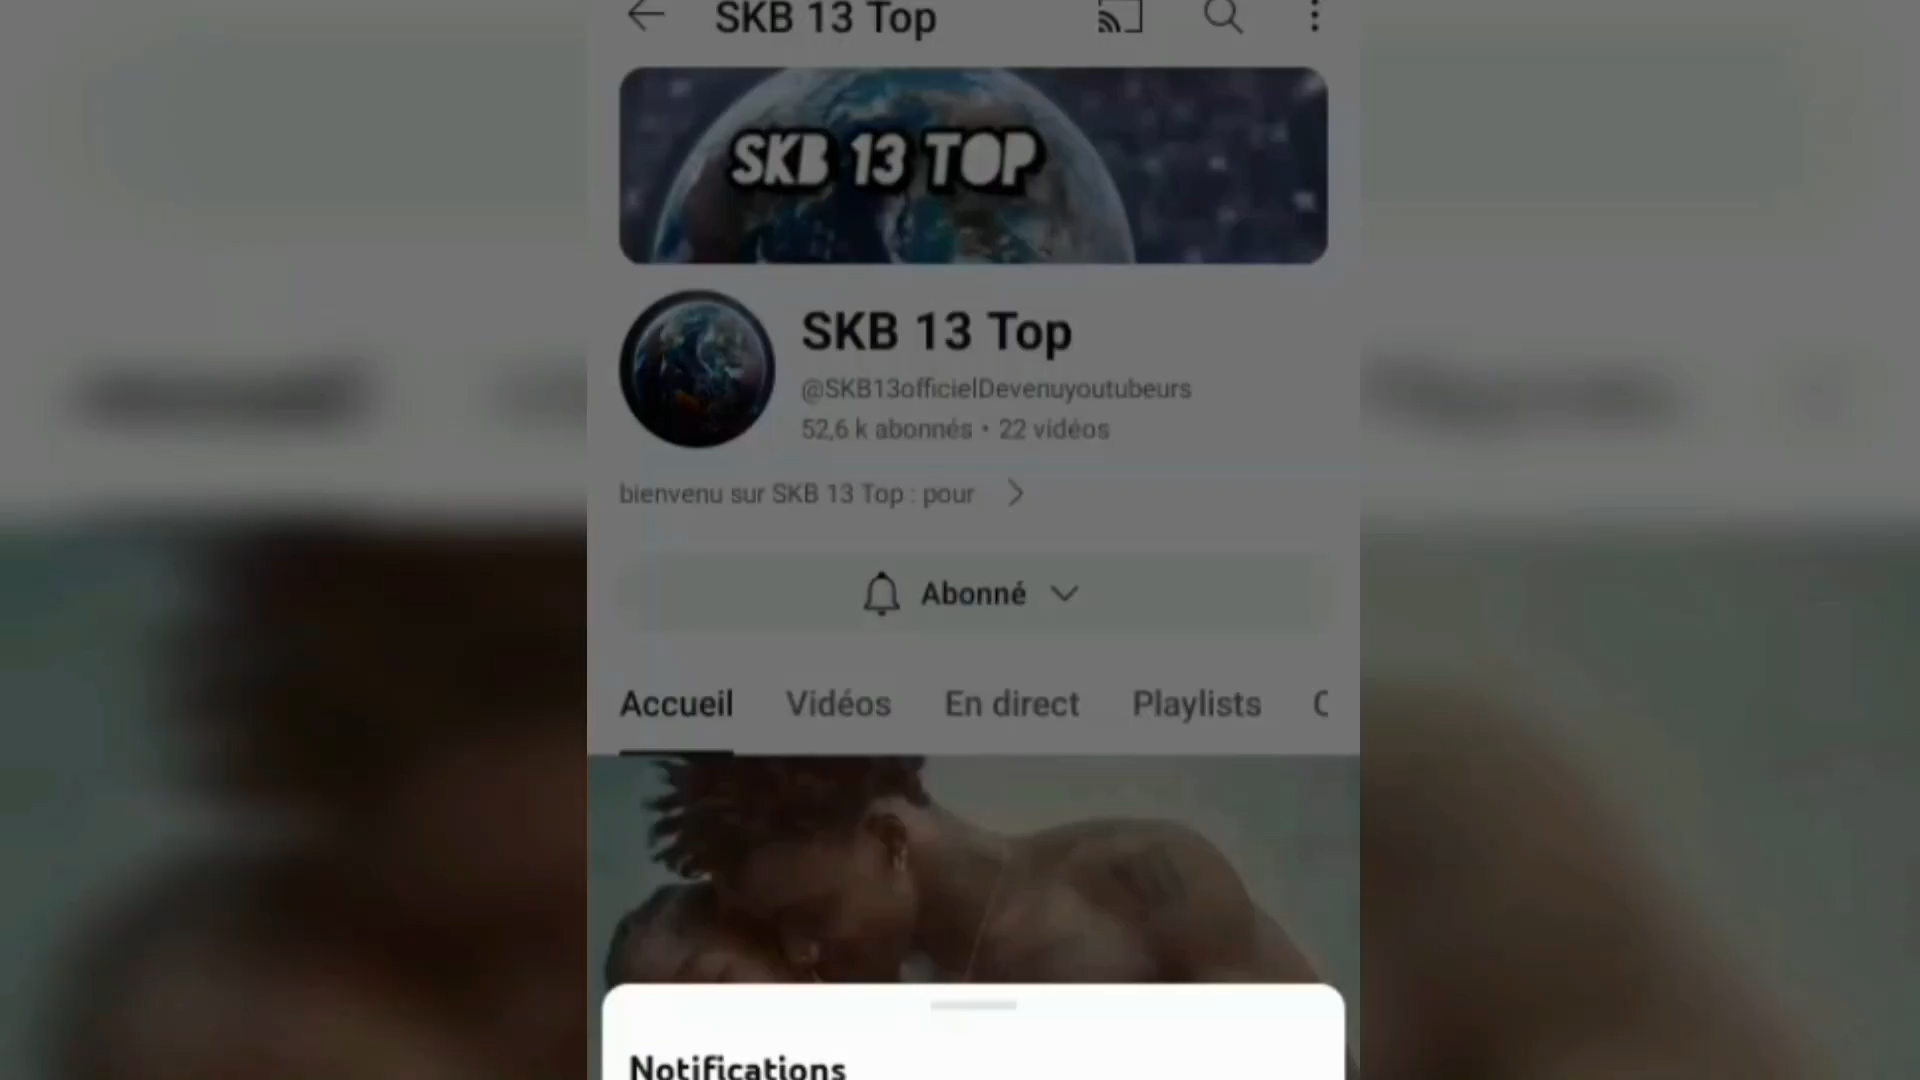 SKB 13 Top
SKB 13 TOP
SKB 13 Top
@SKB13officielDevenuyoutubeurs
52,6 k abonnés • 22 vidéos
bienvenu sur SKB 13 Top : pour
Abonné
Accueil Vidéos En direct Playlists
Notifications